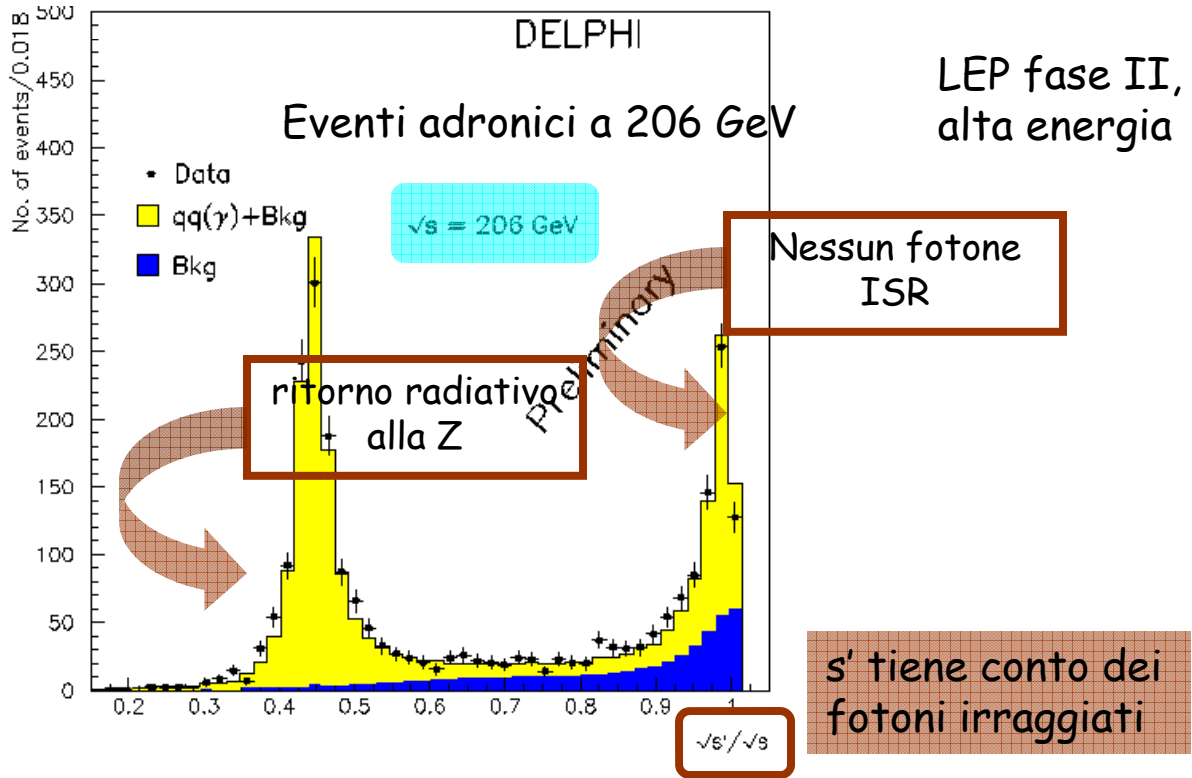 DELPHI
LEP fase II,
alta energia
Eventi adronici a 206 GeV
No. of events/0.01B
500
450
400
350
300
250
200
150
100
50
0
Data
qq(γ)+Bkg
Bkg
√s = 206 GeV
Preliminary
Nessun fotone
ISR
ritorno radiativo
alla Z
0.2 0.3 0.4 0.5 0.6 0.7 0.8 0.9 1
√s'/√s
s' tiene conto dei
fotoni irraggiati